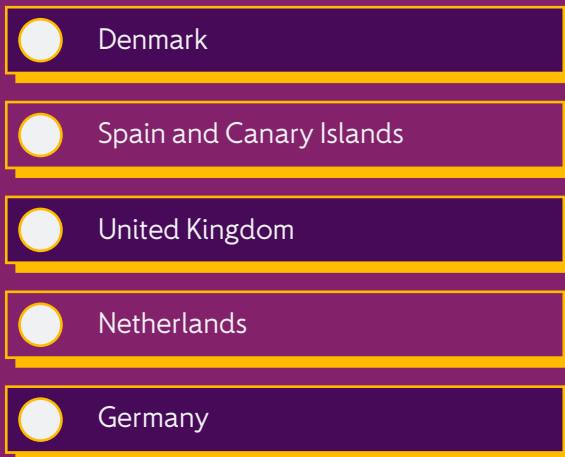 Denmark
Spain and Canary Islands
United Kingdom
Netherlands
Germany